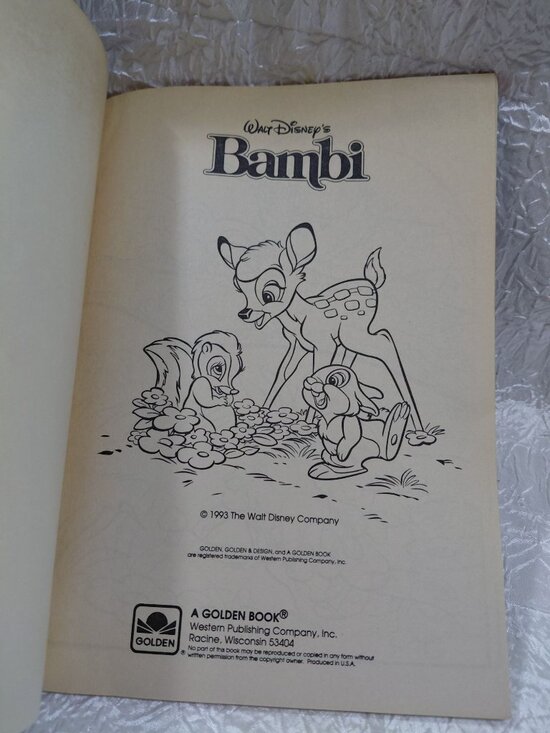 WALT DISNEY'S
Bambi
© 1993 The Walt Disney Company
GOLDEN, GOLDEN & DESIGN, and A GOLDEN BOOK
are registered trademarks of Western Publishing Company, Inc.
GOLDEN
®
A GOLDEN BOOK®
Western Publishing Company, Inc.
Racine, Wisconsin 53404
No part of this book may be reproduced or copied in any form without
written permission from the copyright owner. Produced in U.S.A.